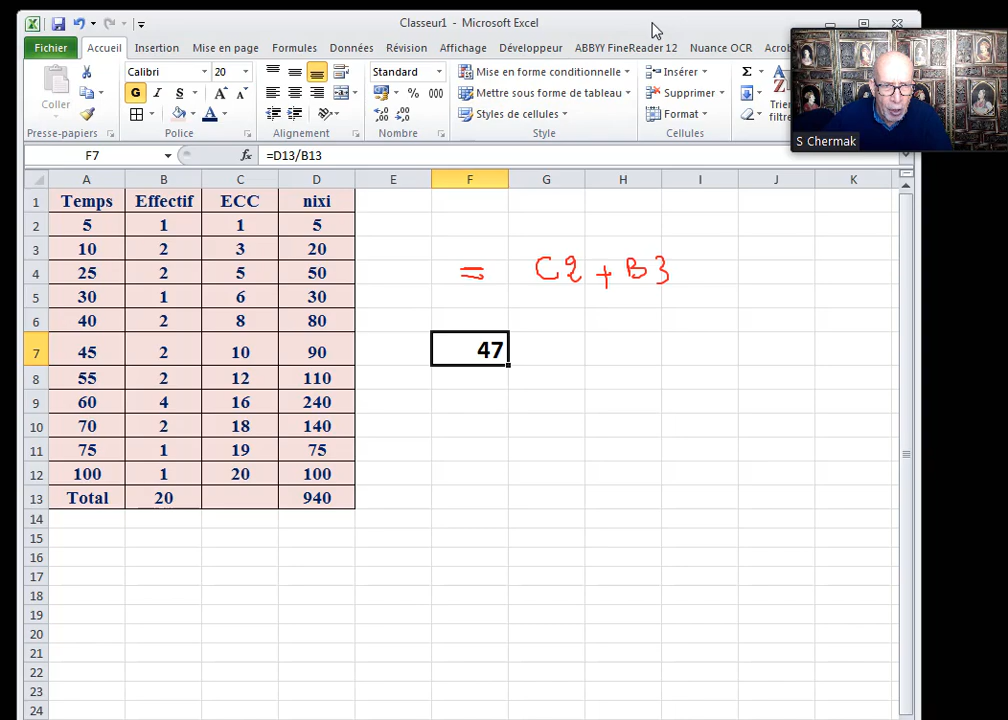 Classeur1 - Microsoft Excel
Fichier Accueil Insertion Mise en page Formules Données Révision Affichage Développeur ABBYY FineReader 12 Nuance OCR Acrob
Coller
Calibri 20
G I S A A
A
Standard
% 000
Mise en forme conditionnelle
Mettre sous forme de tableau
Styles de cellules
Insérer
Supprimer
Format
Σ
Trier
filtre
Presse-papiers Police Alignement Nombre Style Cellules
S Chermak
F7 fx =D13/B13
A B C D E F G H I J K
1 Temps Effectif ECC nixi
2 5 1 1 5
3 10 2 3 20
4 25 2 5 50 = C2 + B3
5 30 1 6 30
6 40 2 8 80
7 45 2 10 90 47
8 55 2 12 110
9 60 4 16 240
10 70 2 18 140
11 75 1 19 75
12 100 1 20 100
13 Total 20 940
14
15
16
17
18
19
20
21
22
23
24